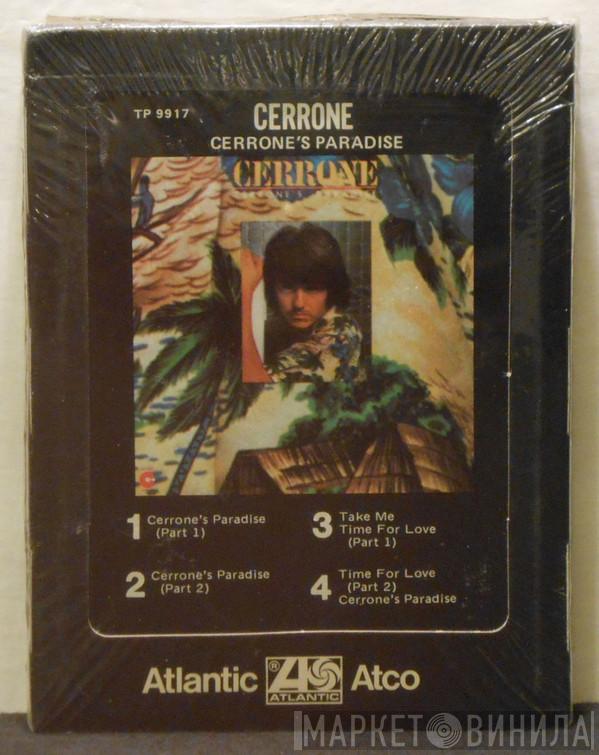 TP 9917
CERRONE
CERRONE'S PARADISE
CERRONE
1 Cerrone's Paradise
(Part 1)
2 Cerrone's Paradise
(Part 2)
3 Take Me
Time For Love
(Part 1)
4 Time For Love
(Part 2)
Cerrone's Paradise
Atlantic
®
ATLANTIC
Atco
МАРКЕТ ВИНИЛА